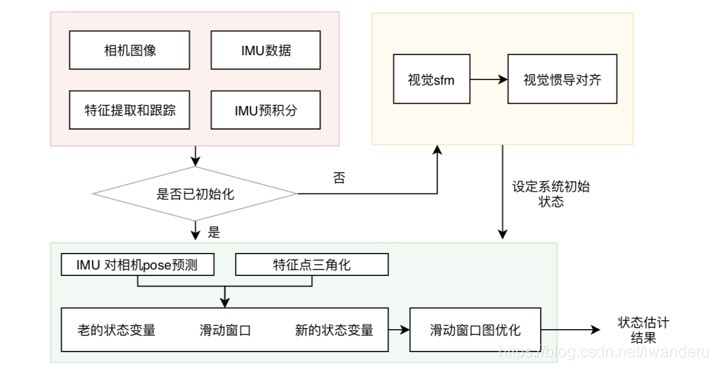 相机图像
IMU数据
特征提取和跟踪
IMU预积分
视觉sfm
视觉惯导对齐
是否已初始化
否
是
设定系统初始
状态
IMU 对相机pose预测
特征点三角化
老的状态变量
滑动窗口
新的状态变量
滑动窗口图优化
状态估计
结果
https://blog.csdn.net/iwanderu